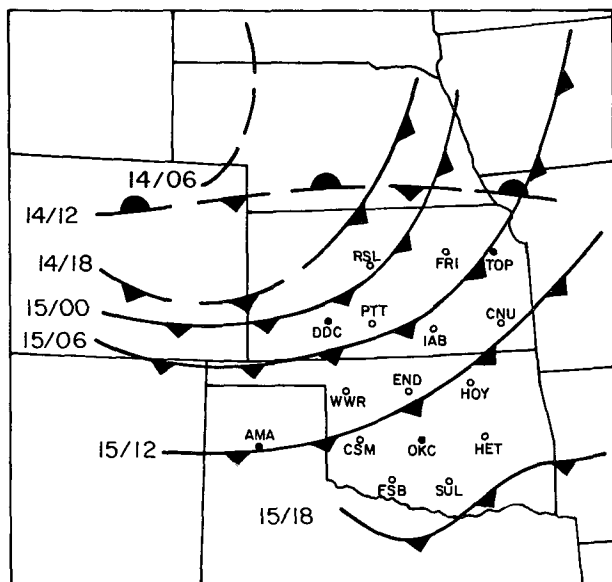 14/06
14/12
14/18
RSL FRI TOP
15/00
DDC PTT IAB CNU
15/06
WWR END HOY
15/12 AMA CSM OKC HET
FSB SUL
15/18